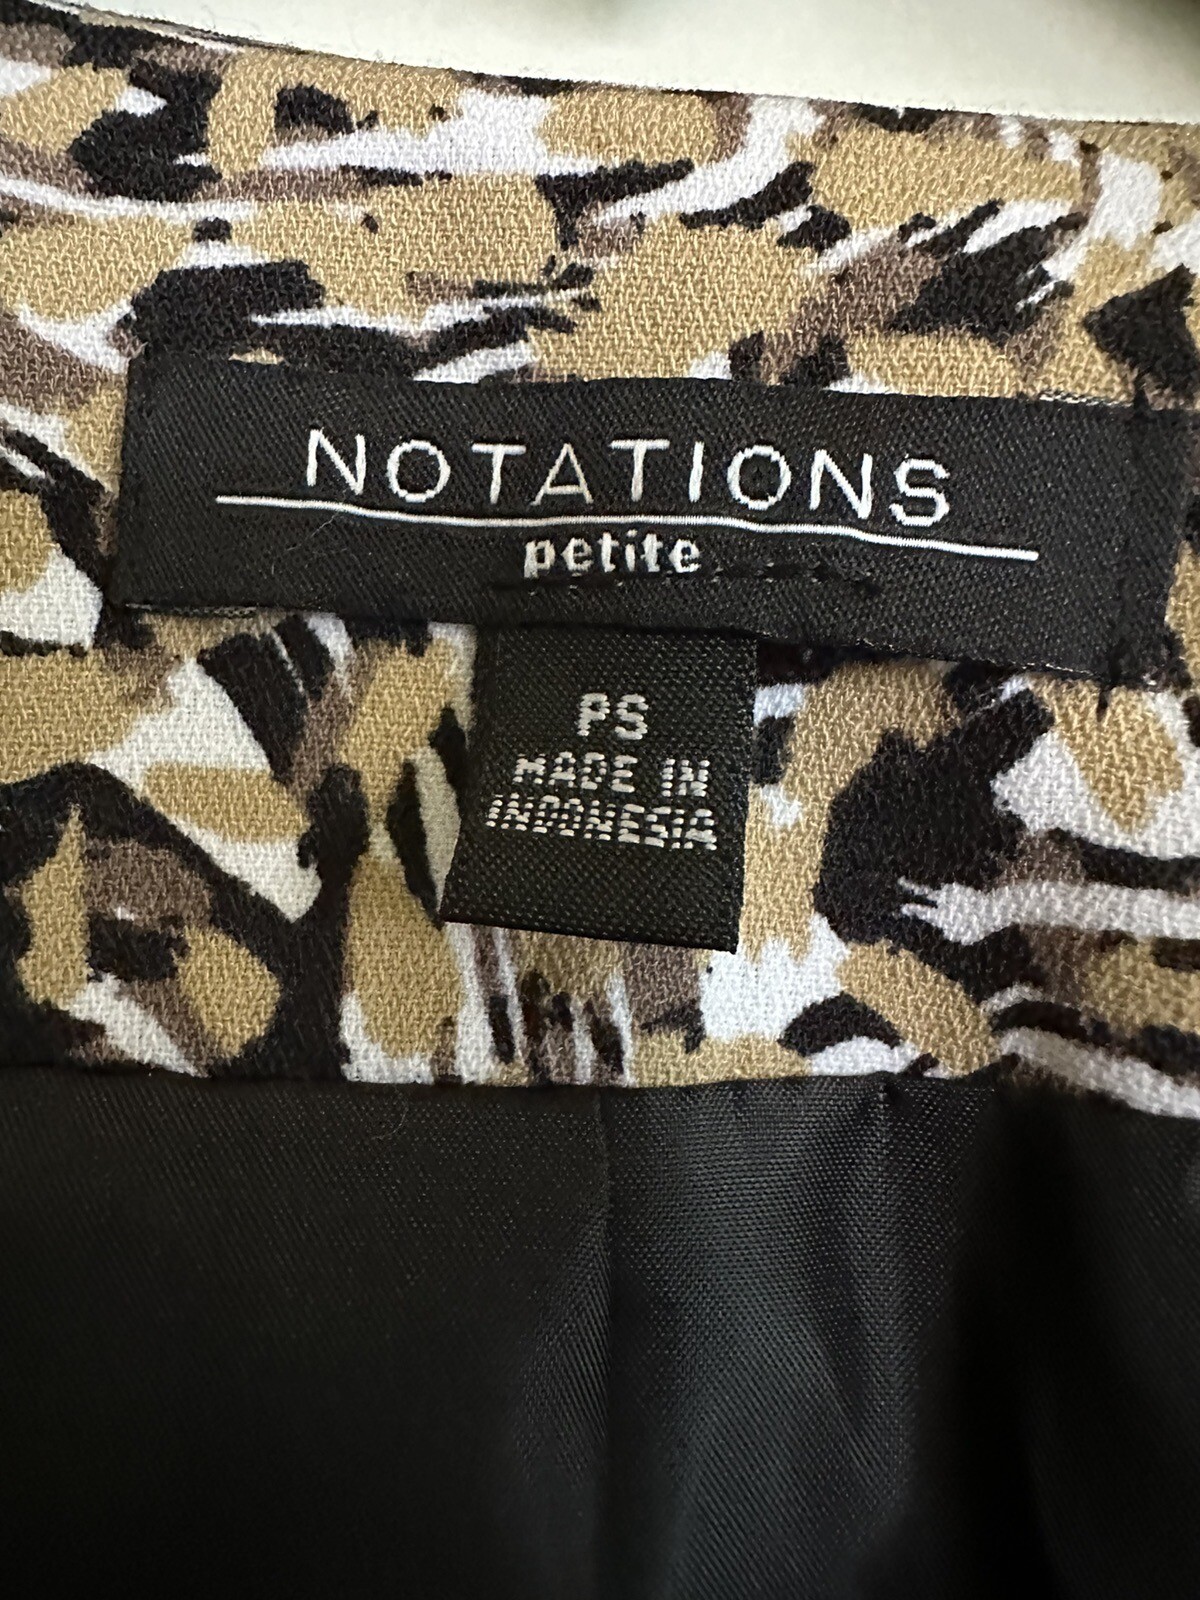 NOTATIONS
petite
PS
MADE IN
INDONESIA